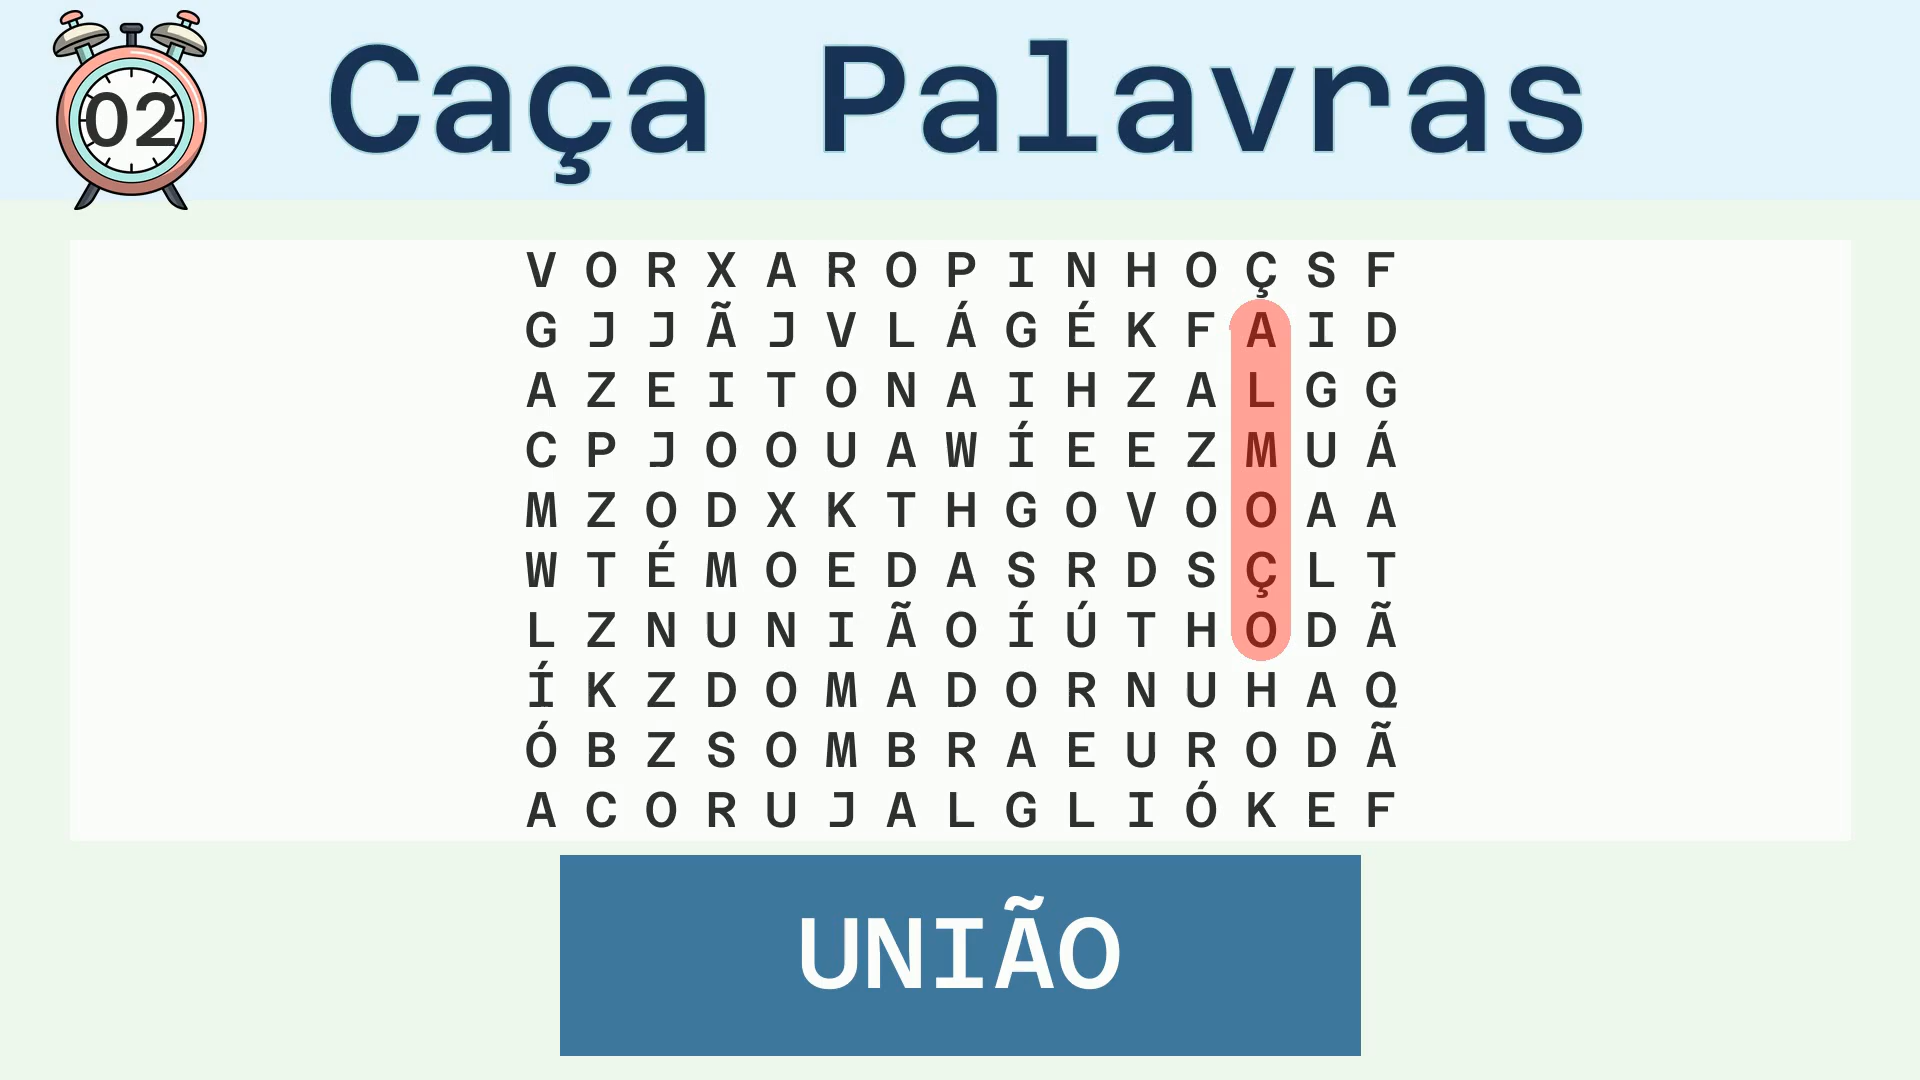 02
Caça Palavras
V O R X A R O P I N H O Ç S F
G J J Ã J V L Á G É K F A I D
A Z E I T O N A I H Z A L G G
C P J O O U A W Í E E Z M U Á
M Z O D X K T H G O V O O A A
W T É M O E D A S R D S Ç L T
L Z N U N I Ã O Í Ú T H O D Ã
Í K Z D O M A D O R N U H A Q
Ó B Z S O M B R A E U R O D Ã
A C O R U J A L G L I Ó K E F
UNIÃO